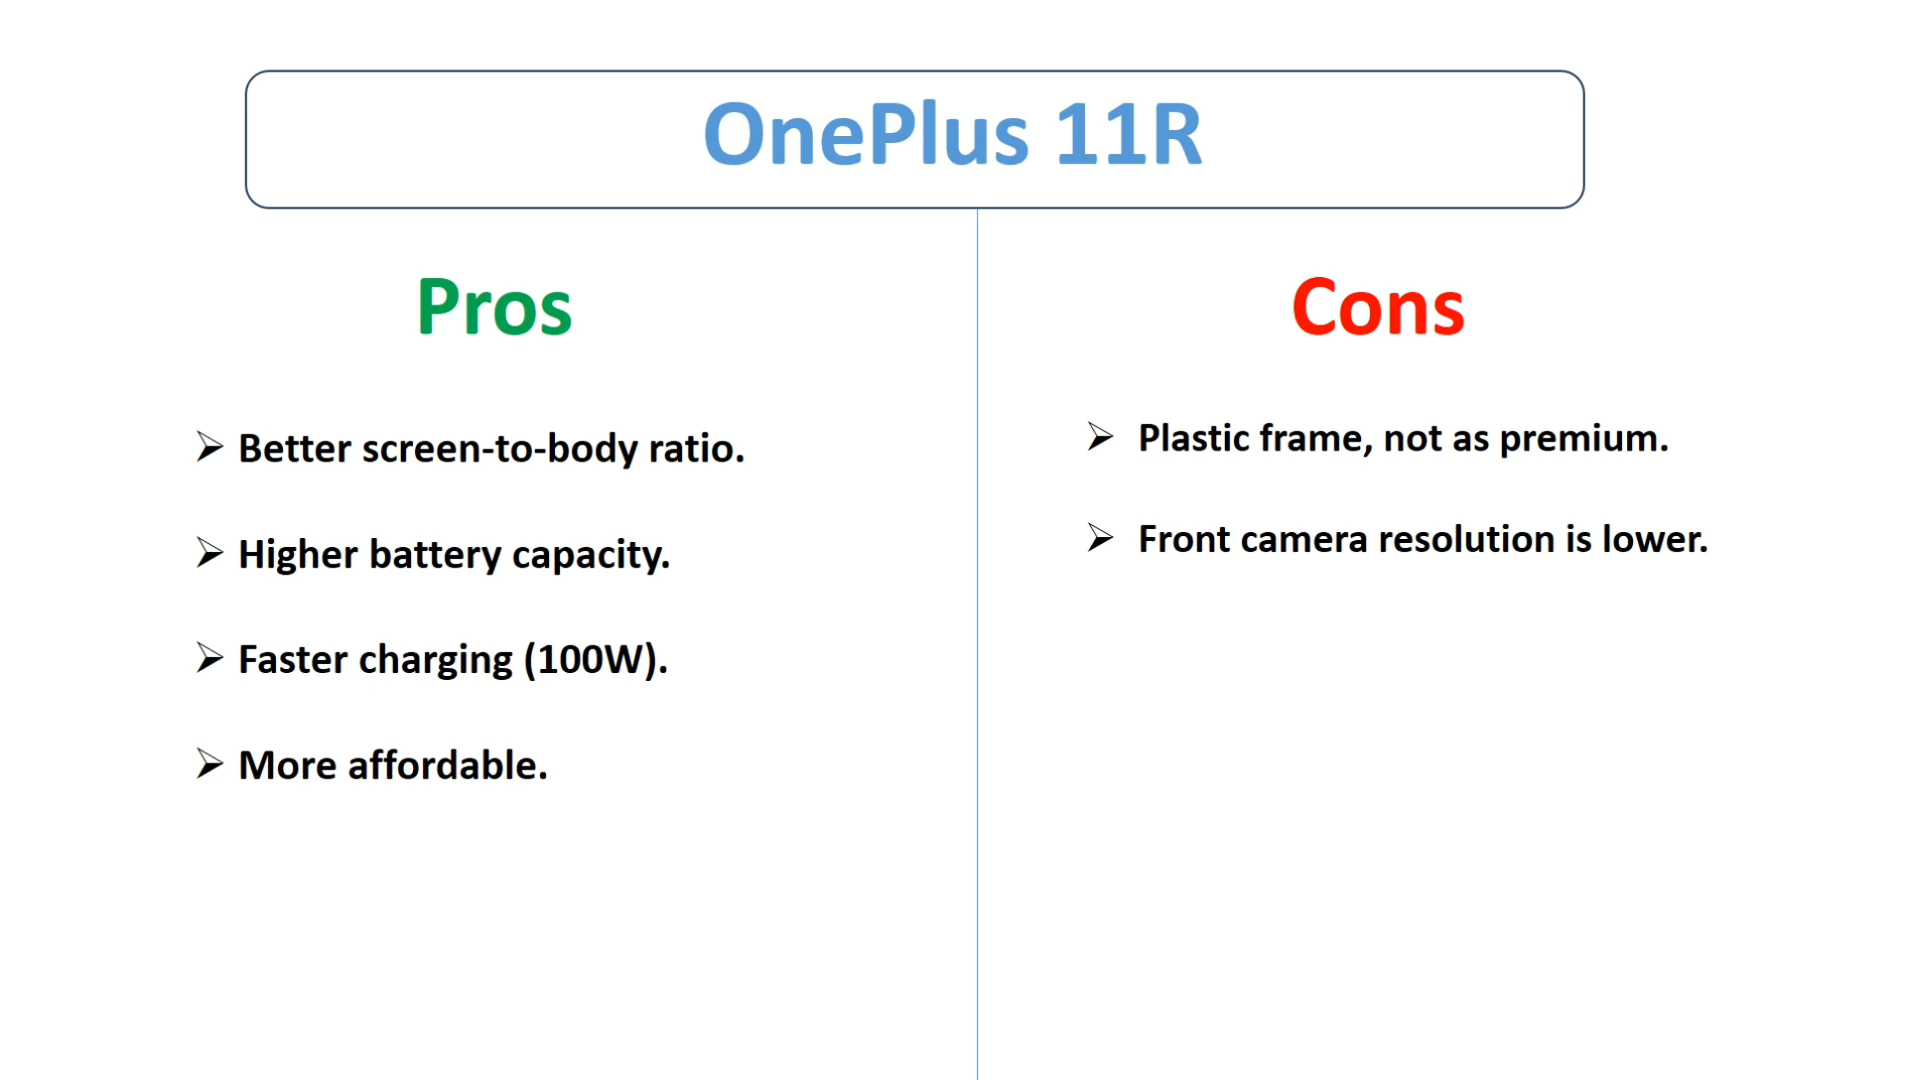 OnePlus 11R
Pros
Better screen-to-body ratio.
Higher battery capacity.
Faster charging (100W).
More affordable.
Cons
Plastic frame, not as premium.
Front camera resolution is lower.